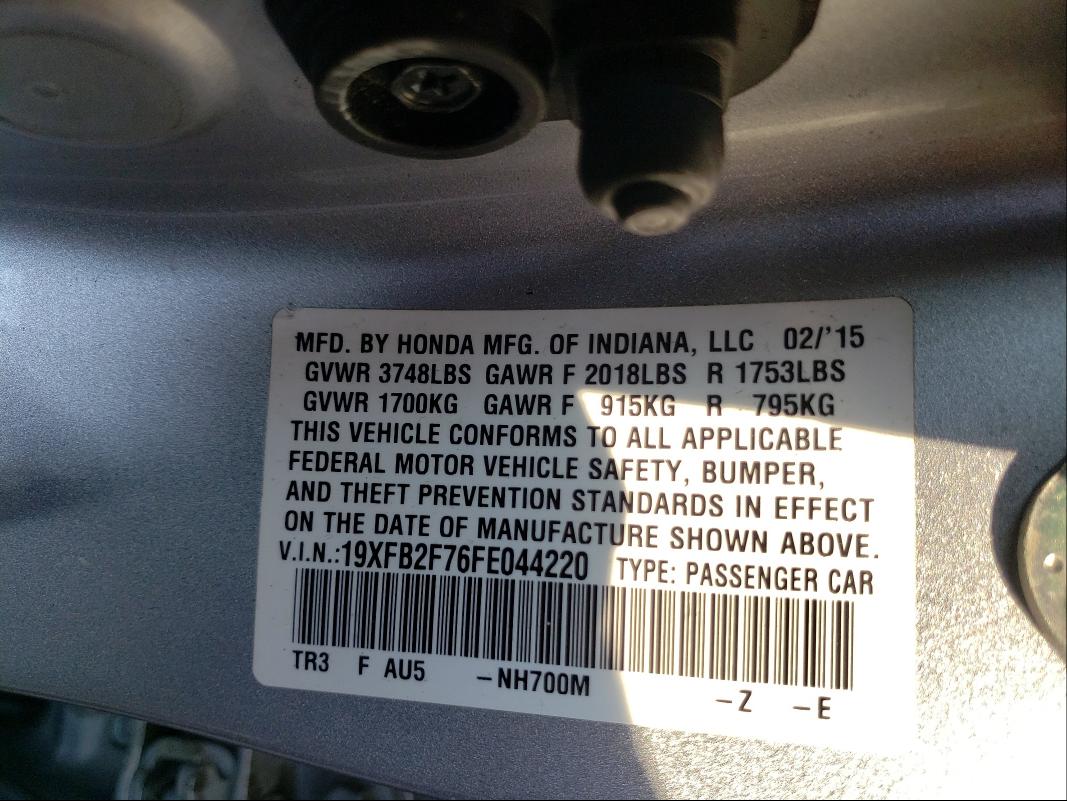 MFD. BY HONDA MFG. OF INDIANA, LLC 02/'15
GVWR 3748LBS GAWR F 2018LBS R 1753LBS
GVWR 1700KG GAWR F 915KG R 795KG
THIS VEHICLE CONFORMS TO ALL APPLICABLE
FEDERAL MOTOR VEHICLE SAFETY, BUMPER,
AND THEFT PREVENTION STANDARDS IN EFFECT
ON THE DATE OF MANUFACTURE SHOWN ABOVE.
V.I.N.:19XFB2F76FE044220 TYPE: PASSENGER CAR
TR3 F AU5 –NH700M –Z –E